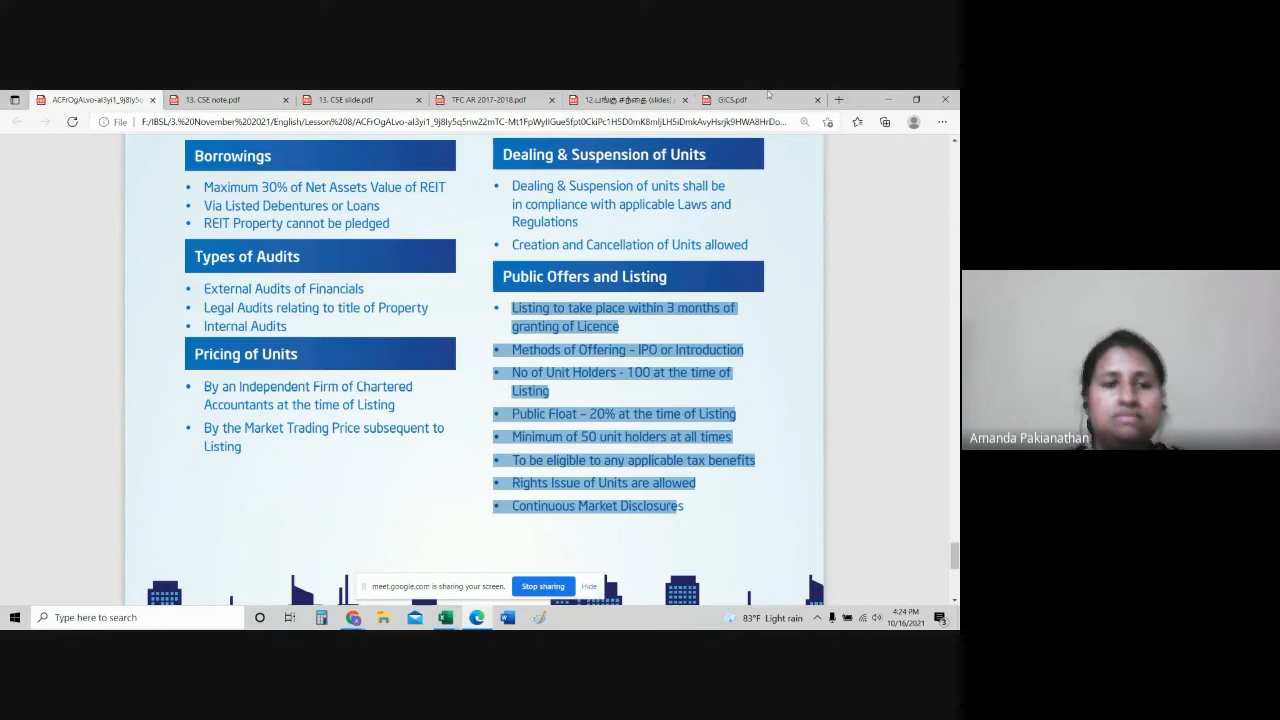 ACFrOgALvo-aI3yi1_9j8Iy5q
13. CSE note.pdf
13. CSE slide.pdf
TFC AR 2017-2018.pdf
12.பங்கு சந்தை (slides)
GICS.pdf
File
F:/IBSL/3.%20November%202021/English/Lesson%208/
Borrowings
Maximum 30% of Net Assets Value of REIT
Via Listed Debentures or Loans
REIT Property cannot be pledged
Types of Audits
External Audits of Financials
Legal Audits relating to title of Property
Internal Audits
Pricing of Units
By an Independent Firm of Chartered
Accountants at the time of Listing
By the Market Trading Price subsequent to
Listing
Dealing & Suspension of Units
Dealing & Suspension of units shall be
in compliance with applicable Laws and
Regulations
Creation and Cancellation of Units allowed
Public Offers and Listing
Listing to take place within 3 months of
granting of Licence
Methods of Offering – IPO or Introduction
No of Unit Holders - 100 at the time of
Listing
Public Float – 20% at the time of Listing
Minimum of 50 unit holders at all times
To be eligible to any applicable tax benefits
Rights Issue of Units are allowed
Continuous Market Disclosures
meet.google.com is sharing your screen.
Stop sharing
Hide
Amanda Pakianathan
Type here to search
83°F Light rain
4:24 PM
10/16/2021
3